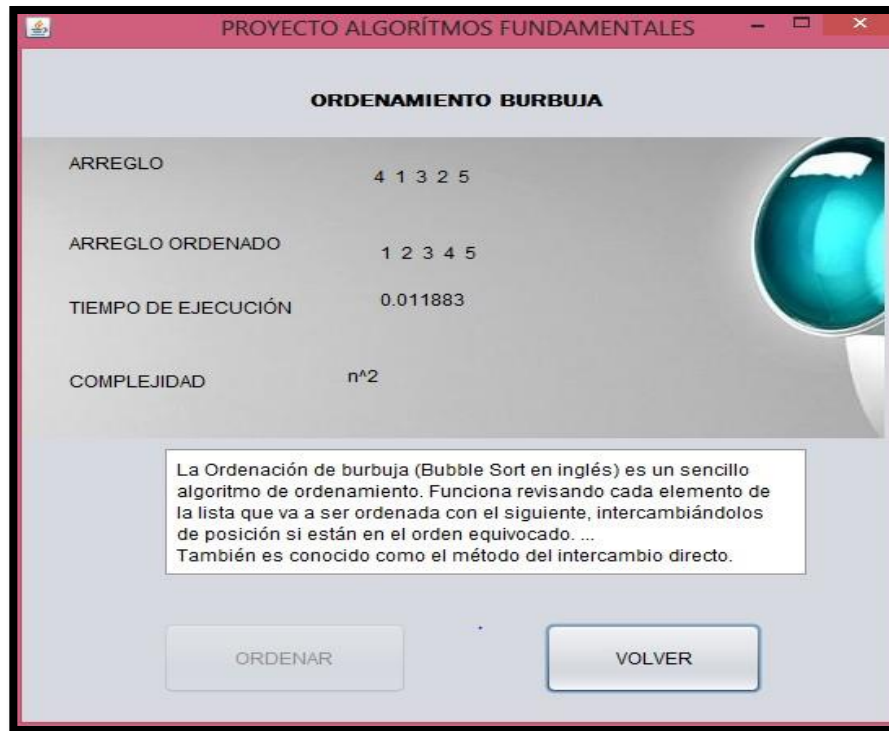 PROYECTO ALGORÍTMOS FUNDAMENTALES
ORDENAMIENTO BURBUJA
ARREGLO
4 1 3 2 5
ARREGLO ORDENADO
1 2 3 4 5
TIEMPO DE EJECUCIÓN
0.011883
COMPLEJIDAD
n^2
La Ordenación de burbuja (Bubble Sort en inglés) es un sencillo
algoritmo de ordenamiento. Funciona revisando cada elemento de
la lista que va a ser ordenada con el siguiente, intercambiándolos
de posición si están en el orden equivocado. ...
También es conocido como el método del intercambio directo.
ORDENAR
VOLVER